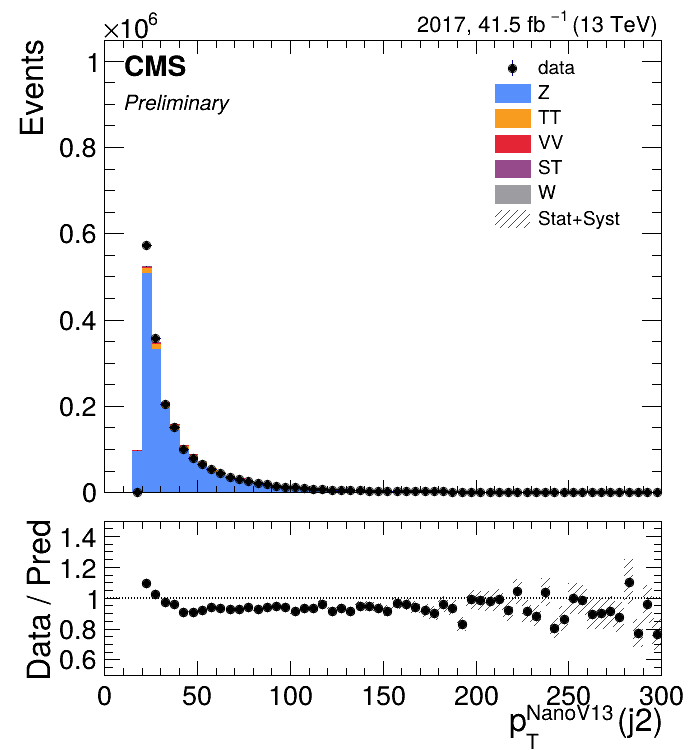 ×10⁶
2017, 41.5 fb⁻¹ (13 TeV)
CMS
Preliminary
Events
data
Z
TT
VV
ST
W
Stat+Syst
1
0.8
0.6
0.4
0.2
0
Data / Pred
1.4
1.2
1
0.8
0.6
0 50 100 150 200 250 300
p_T^NanoV13 (j2)